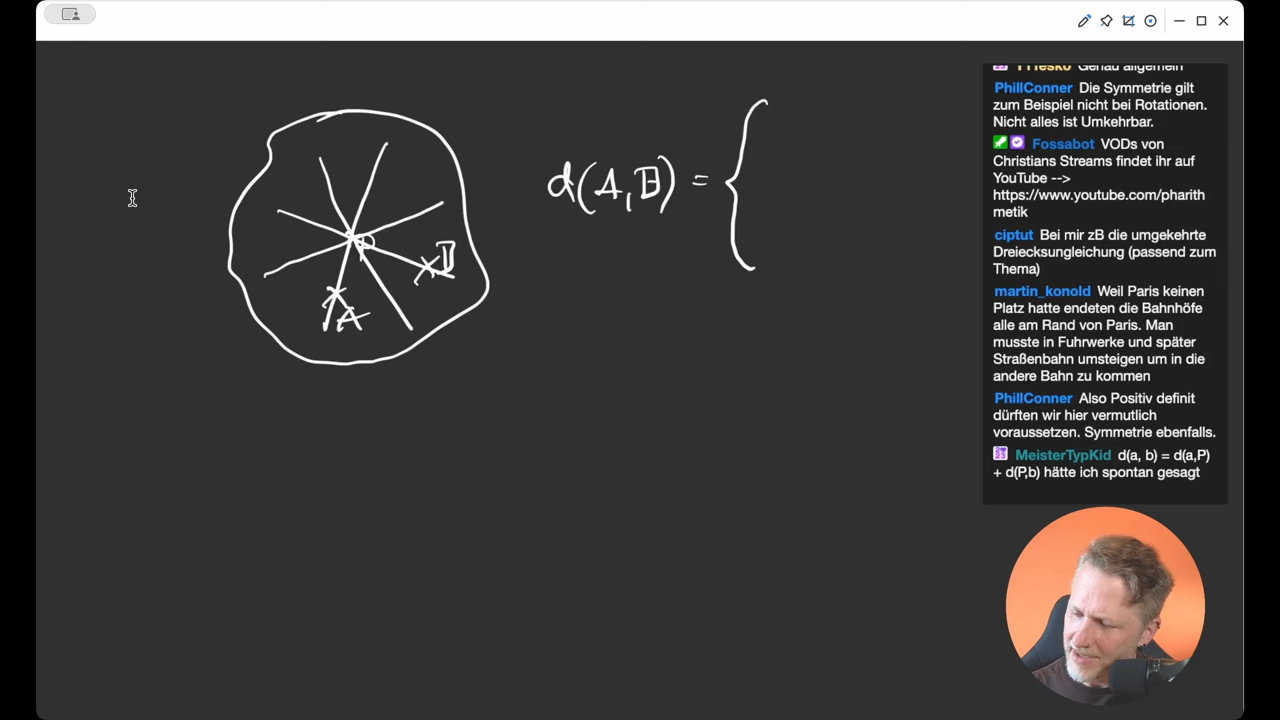 d(A,B) = {
P
B
A
TTTesko Genau allgemein
PhillConner Die Symmetrie gilt
zum Beispiel nicht bei Rotationen.
Nicht alles ist Umkehrbar.
Fossabot VODs von
Christians Streams findet ihr auf
YouTube -->
https://www.youtube.com/pharith
metik
ciptut Bei mir zB die umgekehrte
Dreiecksungleichung (passend zum
Thema)
martin_konold Weil Paris keinen
Platz hatte endeten die Bahnhöfe
alle am Rand von Paris. Man
musste in Fuhrwerke und später
Straßenbahn umsteigen um in die
andere Bahn zu kommen
PhillConner Also Positiv definit
dürften wir hier vermutlich
voraussetzen. Symmetrie ebenfalls.
MeisterTypKid d(a, b) = d(a,P)
+ d(P,b) hätte ich spontan gesagt